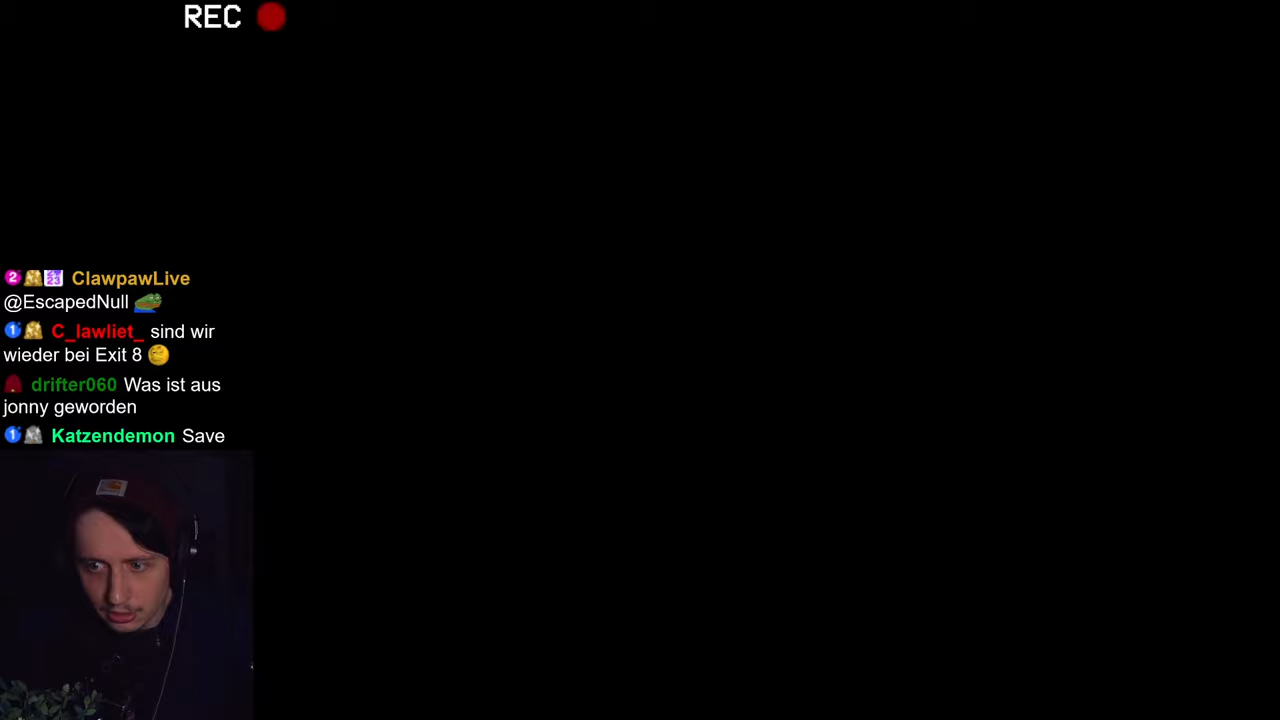 REC
ClawpawLive
@EscapedNull
C_lawliet_ sind wir
wieder bei Exit 8
drifter060 Was ist aus
jonny geworden
Katzendemon Save